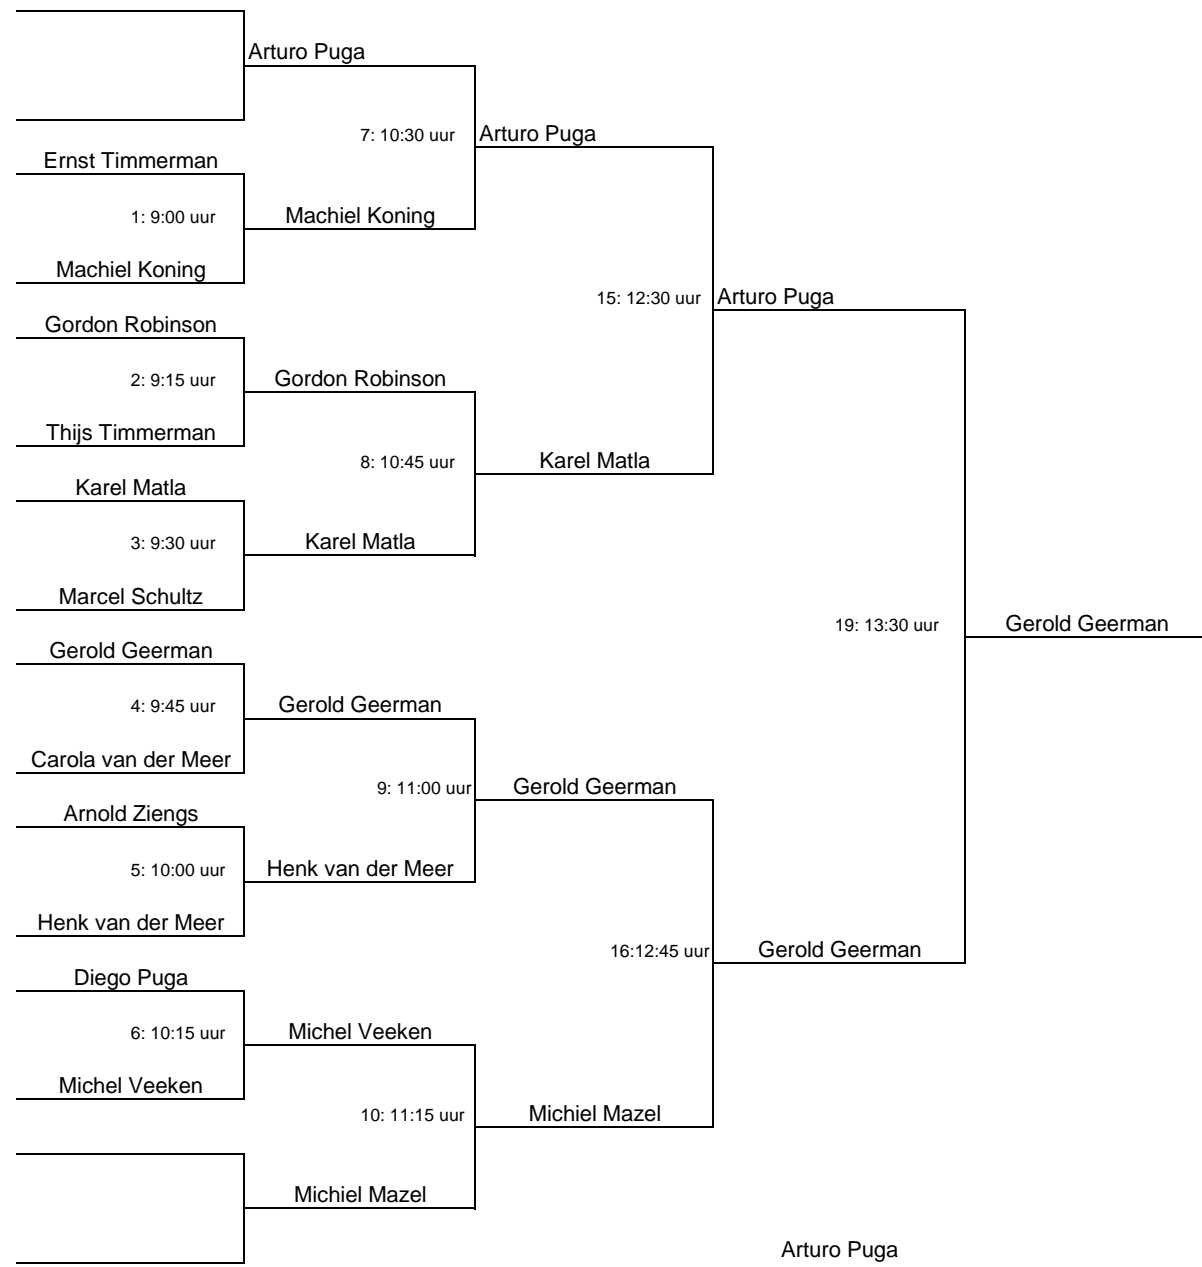 Arturo Puga
7: 10:30 uur
Arturo Puga
Ernst Timmerman
1: 9:00 uur
Machiel Koning
Machiel Koning
15: 12:30 uur
Arturo Puga
Gordon Robinson
2: 9:15 uur
Gordon Robinson
Thijs Timmerman
8: 10:45 uur
Karel Matla
Karel Matla
3: 9:30 uur
Karel Matla
Marcel Schultz
19: 13:30 uur
Gerold Geerman
Gerold Geerman
4: 9:45 uur
Gerold Geerman
Carola van der Meer
9: 11:00 uur
Gerold Geerman
Arnold Ziengs
5: 10:00 uur
Henk van der Meer
Henk van der Meer
16:12:45 uur
Gerold Geerman
Diego Puga
6: 10:15 uur
Michel Veeken
Michel Veeken
10: 11:15 uur
Michiel Mazel
Michiel Mazel
Arturo Puga